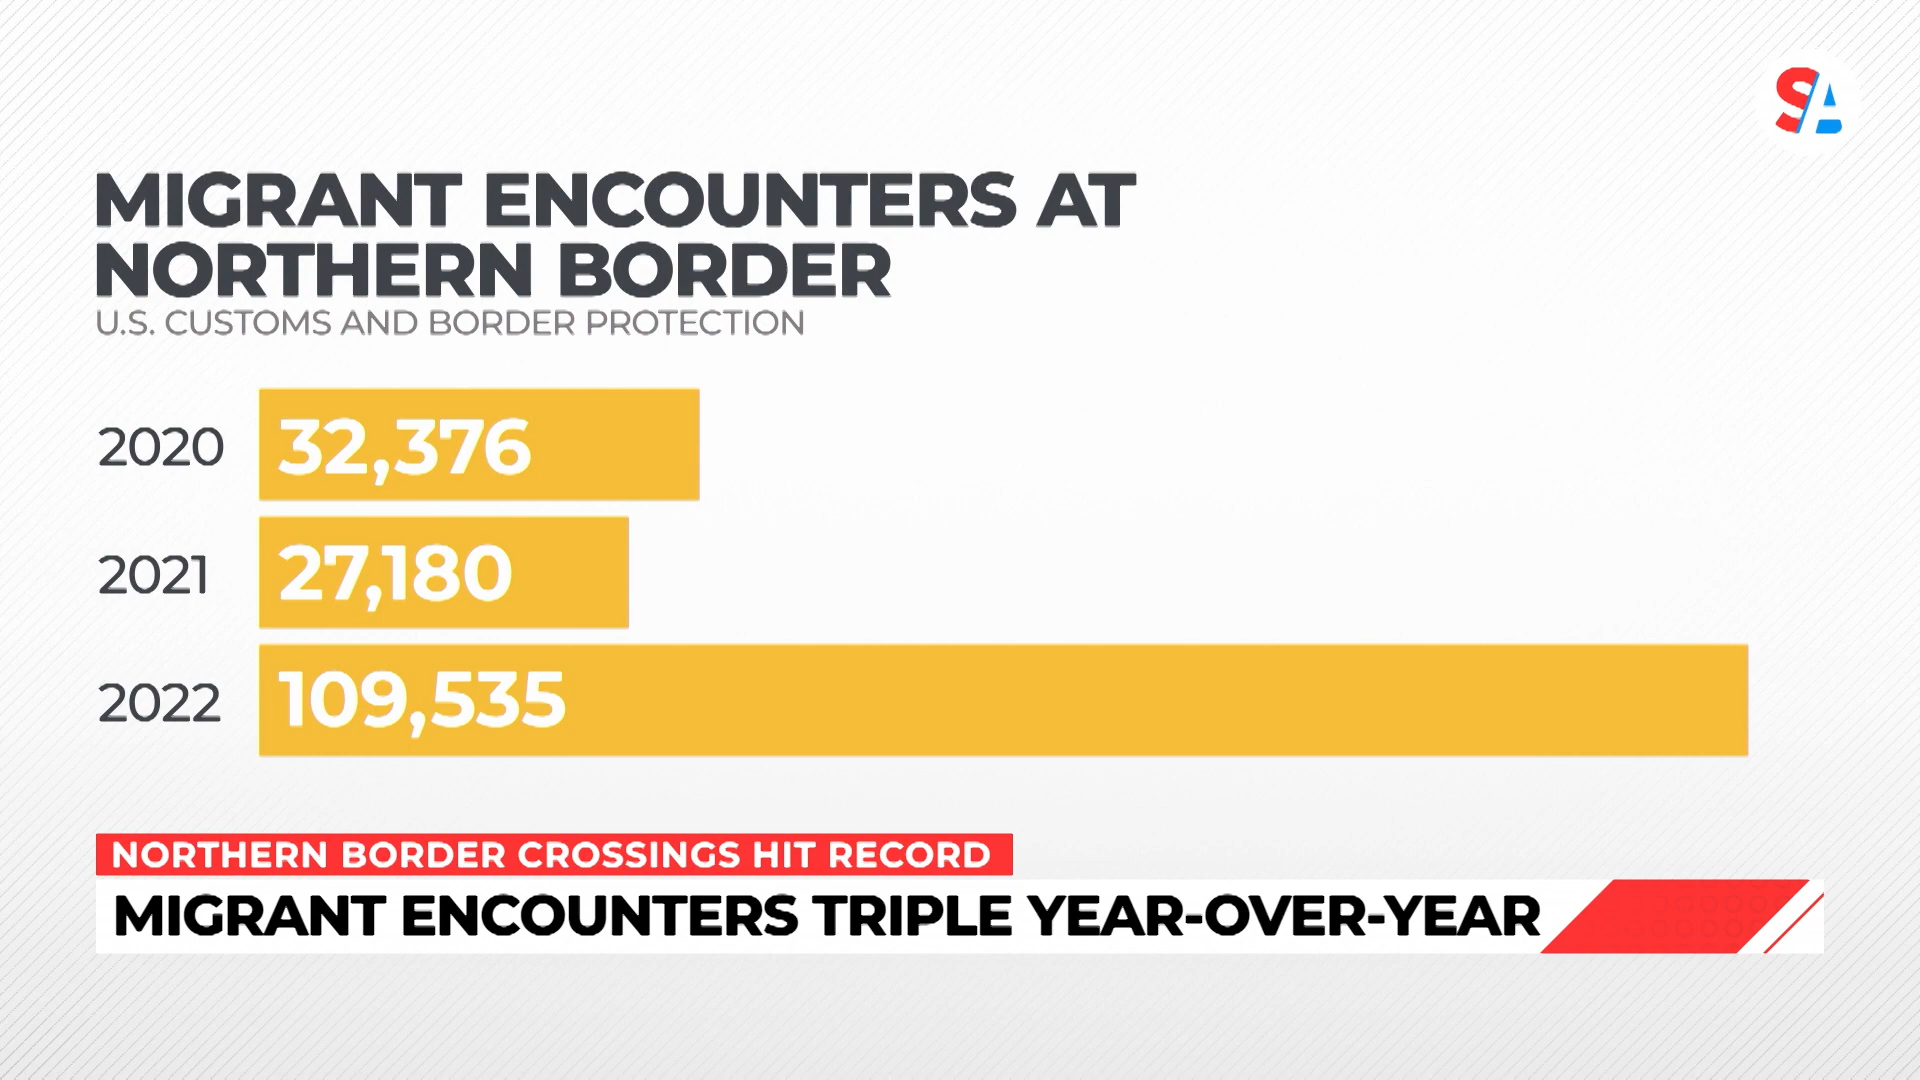 SA
MIGRANT ENCOUNTERS AT
NORTHERN BORDER
U.S. CUSTOMS AND BORDER PROTECTION
2020 32,376
2021 27,180
2022 109,535
NORTHERN BORDER CROSSINGS HIT RECORD
MIGRANT ENCOUNTERS TRIPLE YEAR-OVER-YEAR